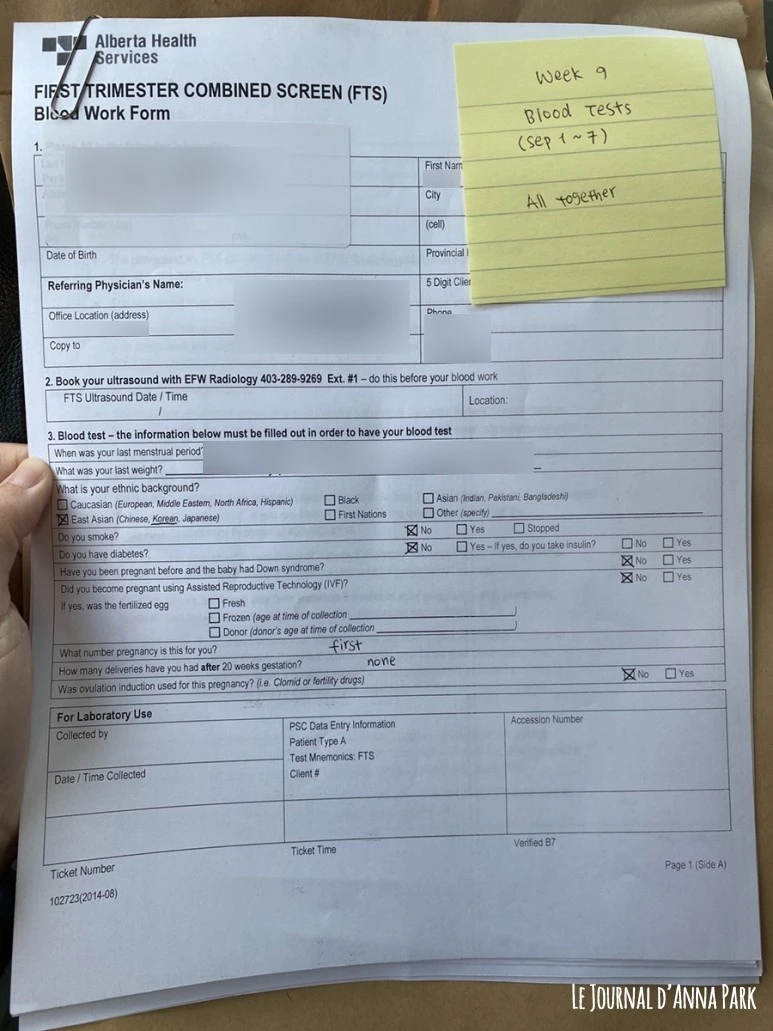 Alberta Health
Services
FIRST TRIMESTER COMBINED SCREEN (FTS)
Blood Work Form
Week 9
Blood Tests
(Sep 1 ~ 7)
All together
1.
First Nam
City
(cell)
Date of Birth
Provincial
Referring Physician's Name:
5 Digit Clie
Office Location (address)
Phone
Copy to
2. Book your ultrasound with EFW Radiology 403-289-9269 Ext. #1 – do this before your blood work
FTS Ultrasound Date / Time
/
Location:
3. Blood test – the information below must be filled out in order to have your blood test
When was your last menstrual period?
What was your last weight?
What is your ethnic background?
Caucasian (European, Middle Eastern, North Africa, Hispanic) Black Asian (Indian, Pakistani, Bangladeshi)
East Asian (Chinese, Korean, Japanese) First Nations Other (specify)
Do you smoke? No Yes Stopped
Do you have diabetes? No Yes – If yes, do you take insulin? No Yes
Have you been pregnant before and the baby had Down syndrome? No Yes
Did you become pregnant using Assisted Reproductive Technology (IVF)? No Yes
If yes, was the fertilized egg Fresh
Frozen (age at time of collection )
Donor (donor's age at time of collection )
What number pregnancy is this for you? first
How many deliveries have you had after 20 weeks gestation? none
Was ovulation induction used for this pregnancy? (i.e. Clomid or fertility drugs) No Yes
For Laboratory Use
Collected by
PSC Data Entry Information
Patient Type A
Test Mnemonics: FTS
Client #
Accession Number
Date / Time Collected
Ticket Number
Ticket Time
Verified B7
102723(2014-08)
Page 1 (Side A)
Le Journal d'Anna Park